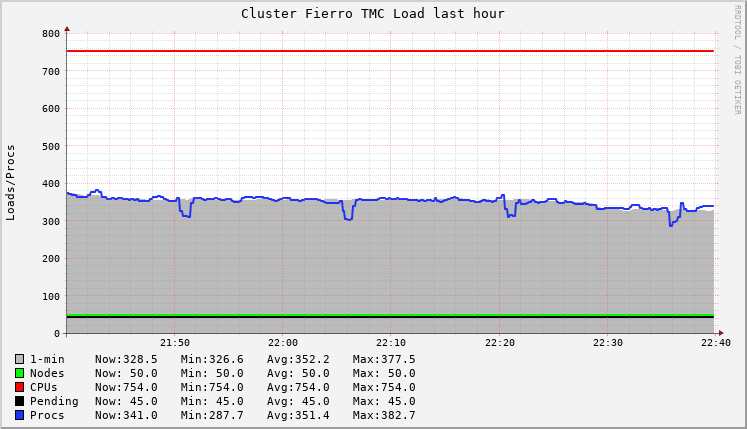 Cluster Fierro TMC Load last hour
RRDTOOL / TOBI OETIKER
Loads/Procs
800
700
600
500
400
300
200
100
0
21:50 22:00 22:10 22:20 22:30 22:40
1-min Now:328.5 Min:326.6 Avg:352.2 Max:377.5
Nodes Now: 50.0 Min: 50.0 Avg: 50.0 Max: 50.0
CPUs Now:754.0 Min:754.0 Avg:754.0 Max:754.0
Pending Now: 45.0 Min: 45.0 Avg: 45.0 Max: 45.0
Procs Now:341.0 Min:287.7 Avg:351.4 Max:382.7